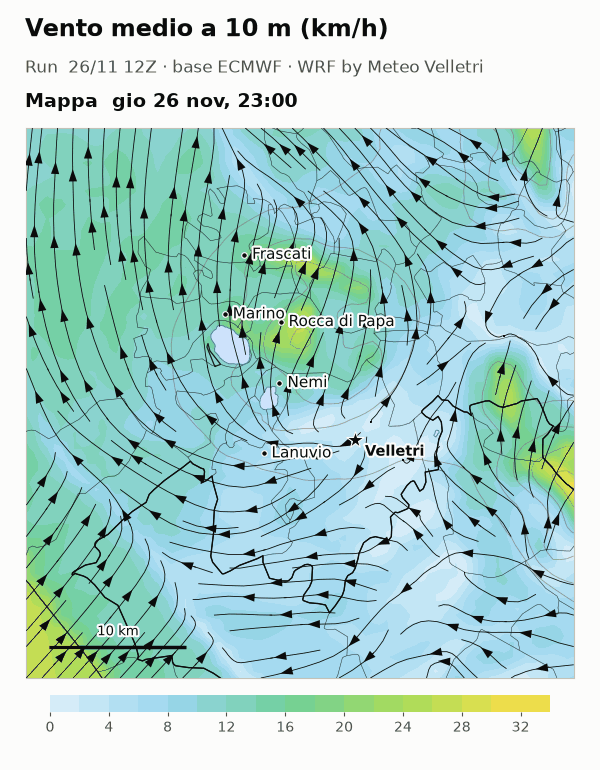 Vento medio a 10 m (km/h)
Run  26/11 12Z · base ECMWF · WRF by Meteo Velletri
Mappa  gio 26 nov, 23:00
Frascati
Marino
Rocca di Papa
Nemi
Velletri
Lanuvio
10 km
0 4 8 12 16 20 24 28 32